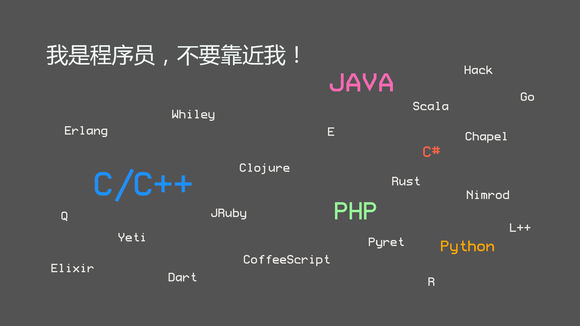 我是程序员，不要靠近我！
JAVA
Hack
Go
Scala
Whiley
Erlang
E
Chapel
C#
Clojure
C/C++
Rust
Nimrod
Q
JRuby
PHP
L++
Yeti
Pyret
Python
CoffeeScript
Elixir
Dart
R